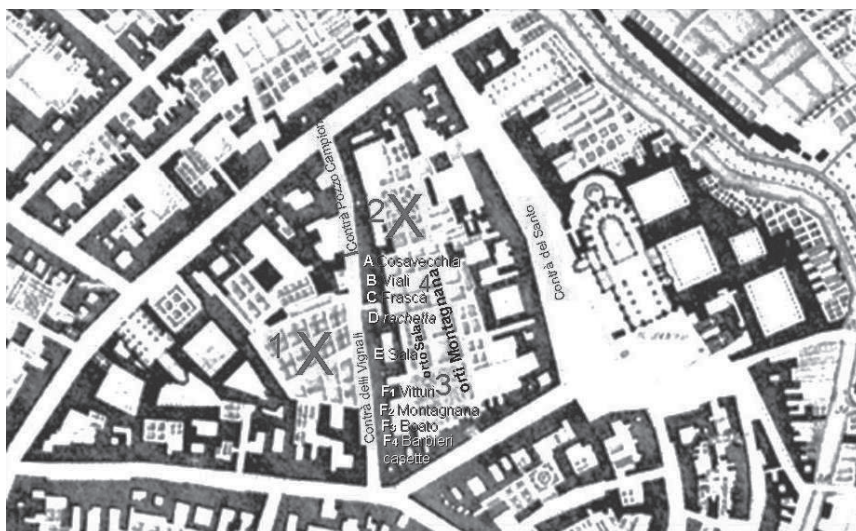 Contrà Pozzo Campion
2 X
A Cosavecchia
B Viali
4
C Frasca
D rachetta
1 X
E Sala
orto Sala
orti Montagnana
3
Contrà delli Vignali
F1 Vitturi
F2 Montagnana
F3 Beato
F4 Barbieri
casette
Contrà del Santo